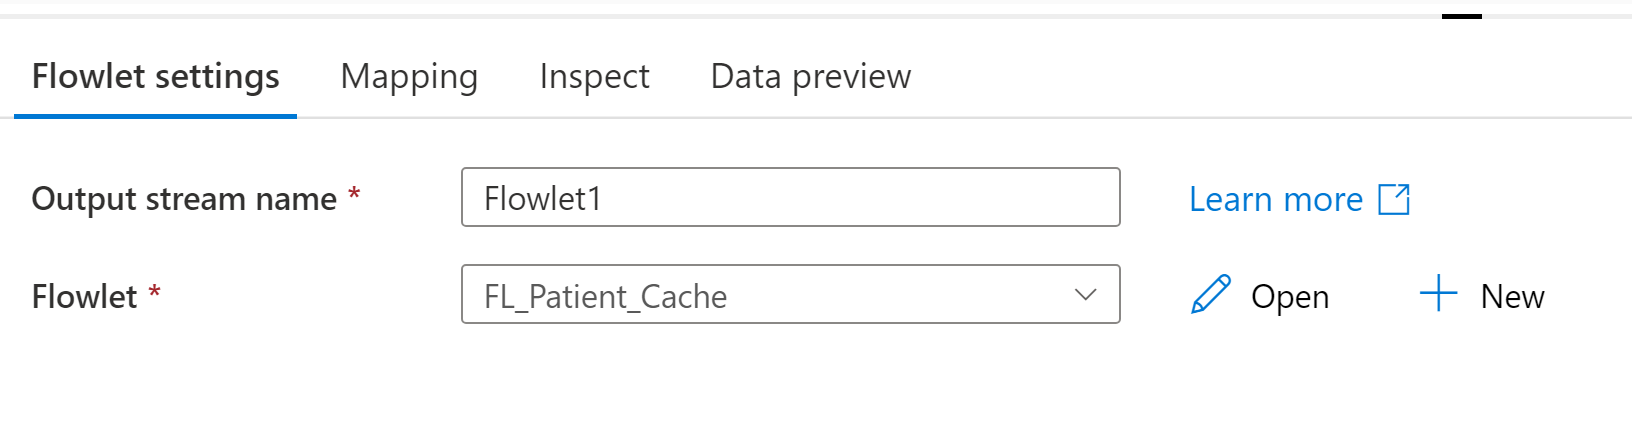 Flowlet settings Mapping Inspect Data preview
Output stream name * Flowlet1 Learn more
Flowlet * FL_Patient_Cache Open New